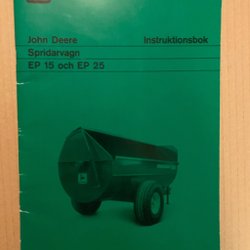 John Deere
Instruktionsbok
Spridarvagn
EP 15 och EP 25